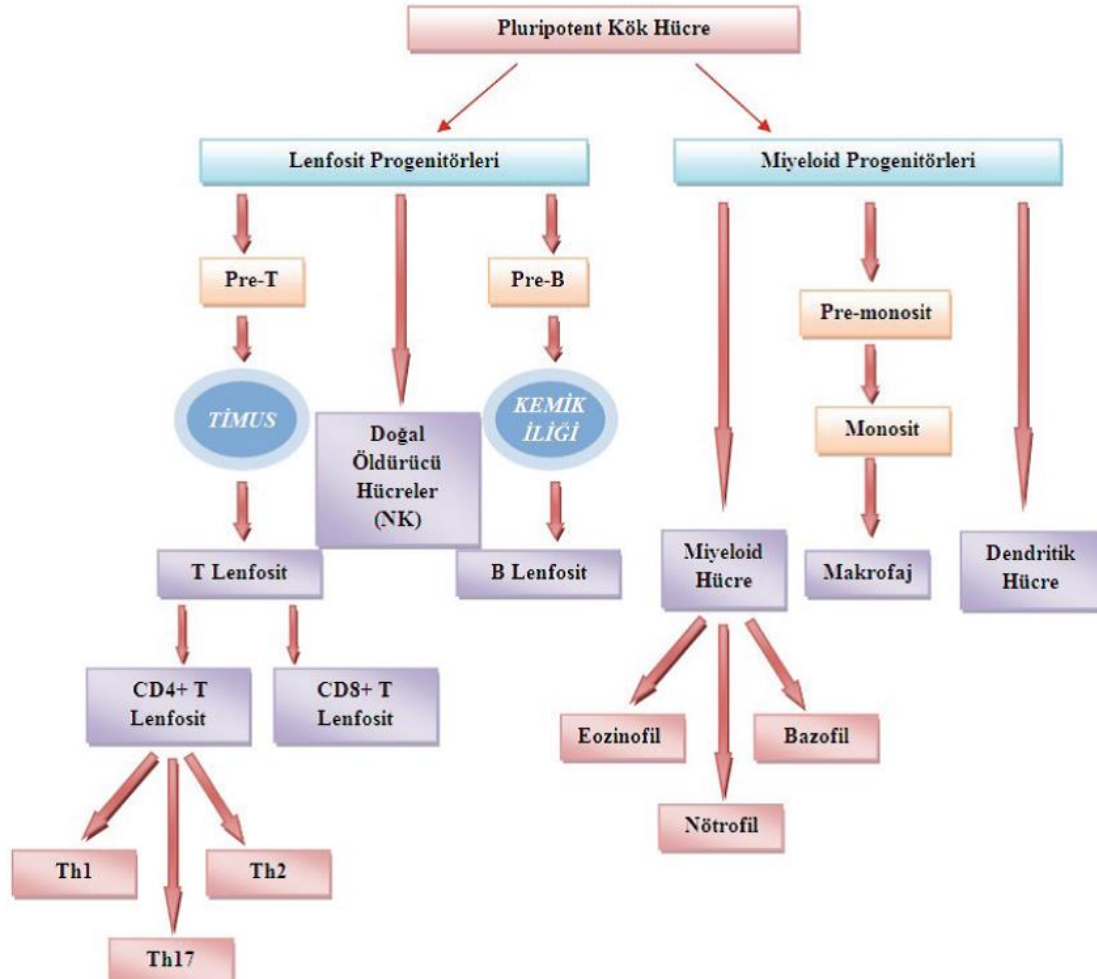 Pluripotent Kök Hücre
Lenfosit Progenitörleri
Miyeloid Progenitörleri
Pre-T
Pre-B
Pre-monosit
TİMUS
KEMİK
İLİĞİ
Monosit
Doğal
Öldürücü
Hücreler
(NK)
T Lenfosit
B Lenfosit
Miyeloid
Hücre
Makrofaj
Dendritik
Hücre
CD4+ T
Lenfosit
CD8+ T
Lenfosit
Eozinofil
Bazofil
Nötrofil
Th1
Th2
Th17